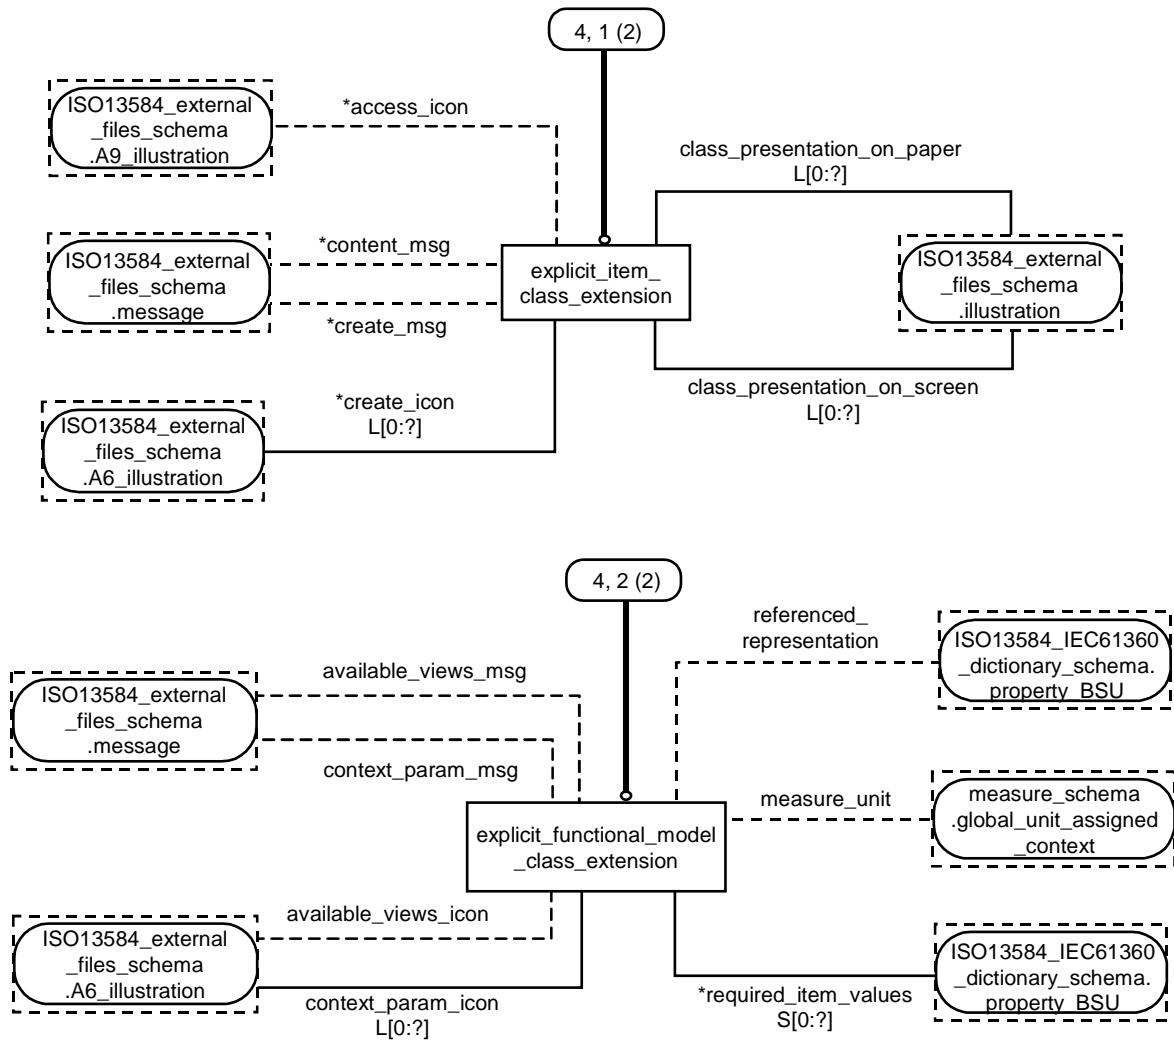 4, 1 (2)
ISO13584_external
_files_schema
.A9_illustration
*access_icon
class_presentation_on_paper
L[0:?]
ISO13584_external
_files_schema
.message
*content_msg
*create_msg
explicit_item_
class_extension
ISO13584_external
_files_schema
.illustration
class_presentation_on_screen
L[0:?]
*create_icon
L[0:?]
ISO13584_external
_files_schema
.A6_illustration
4, 2 (2)
referenced_
representation
ISO13584_IEC61360
_dictionary_schema.
property_BSU
available_views_msg
ISO13584_external
_files_schema
.message
context_param_msg
measure_unit
measure_schema
.global_unit_assigned
_context
explicit_functional_model
_class_extension
available_views_icon
ISO13584_external
_files_schema
.A6_illustration
context_param_icon
L[0:?]
*required_item_values
S[0:?]
ISO13584_IEC61360
_dictionary_schema.
property_BSU